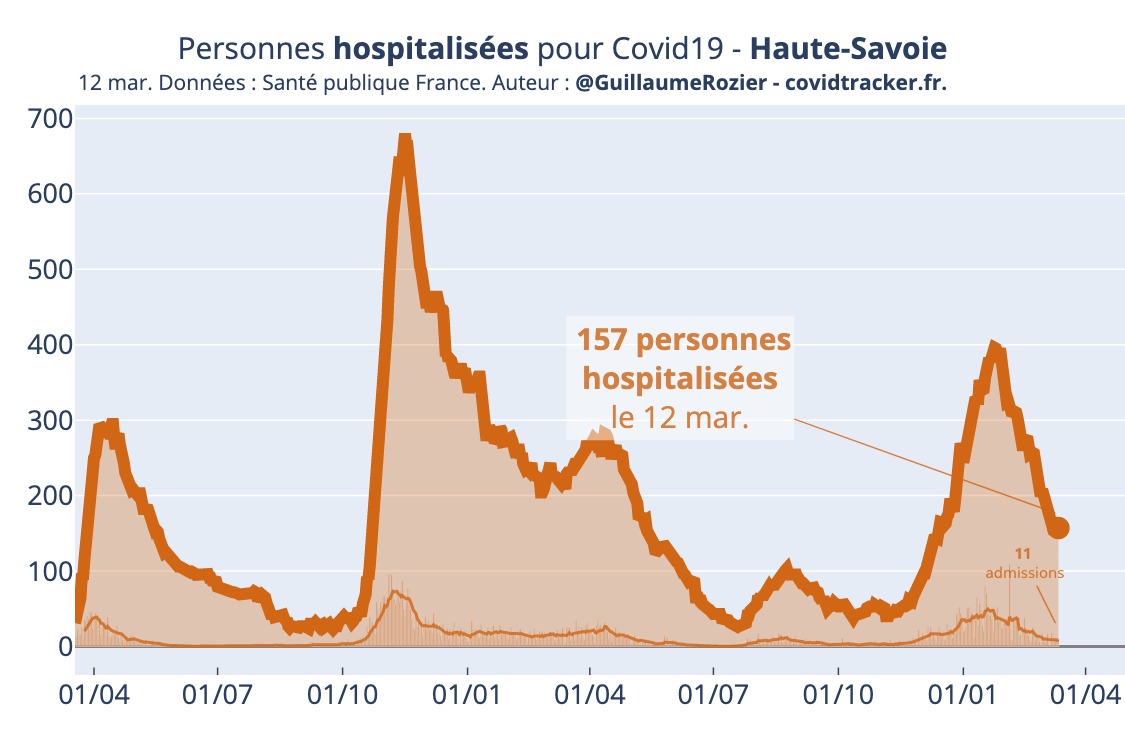 Personnes hospitalisées pour Covid19 - Haute-Savoie
12 mar. Données : Santé publique France. Auteur : @GuillaumeRozier - covidtracker.fr.
700
600
500
400
300
200
100
0
157 personnes
hospitalisées
le 12 mar.
11
admissions
01/04 01/07 01/10 01/01 01/04 01/07 01/10 01/01 01/04